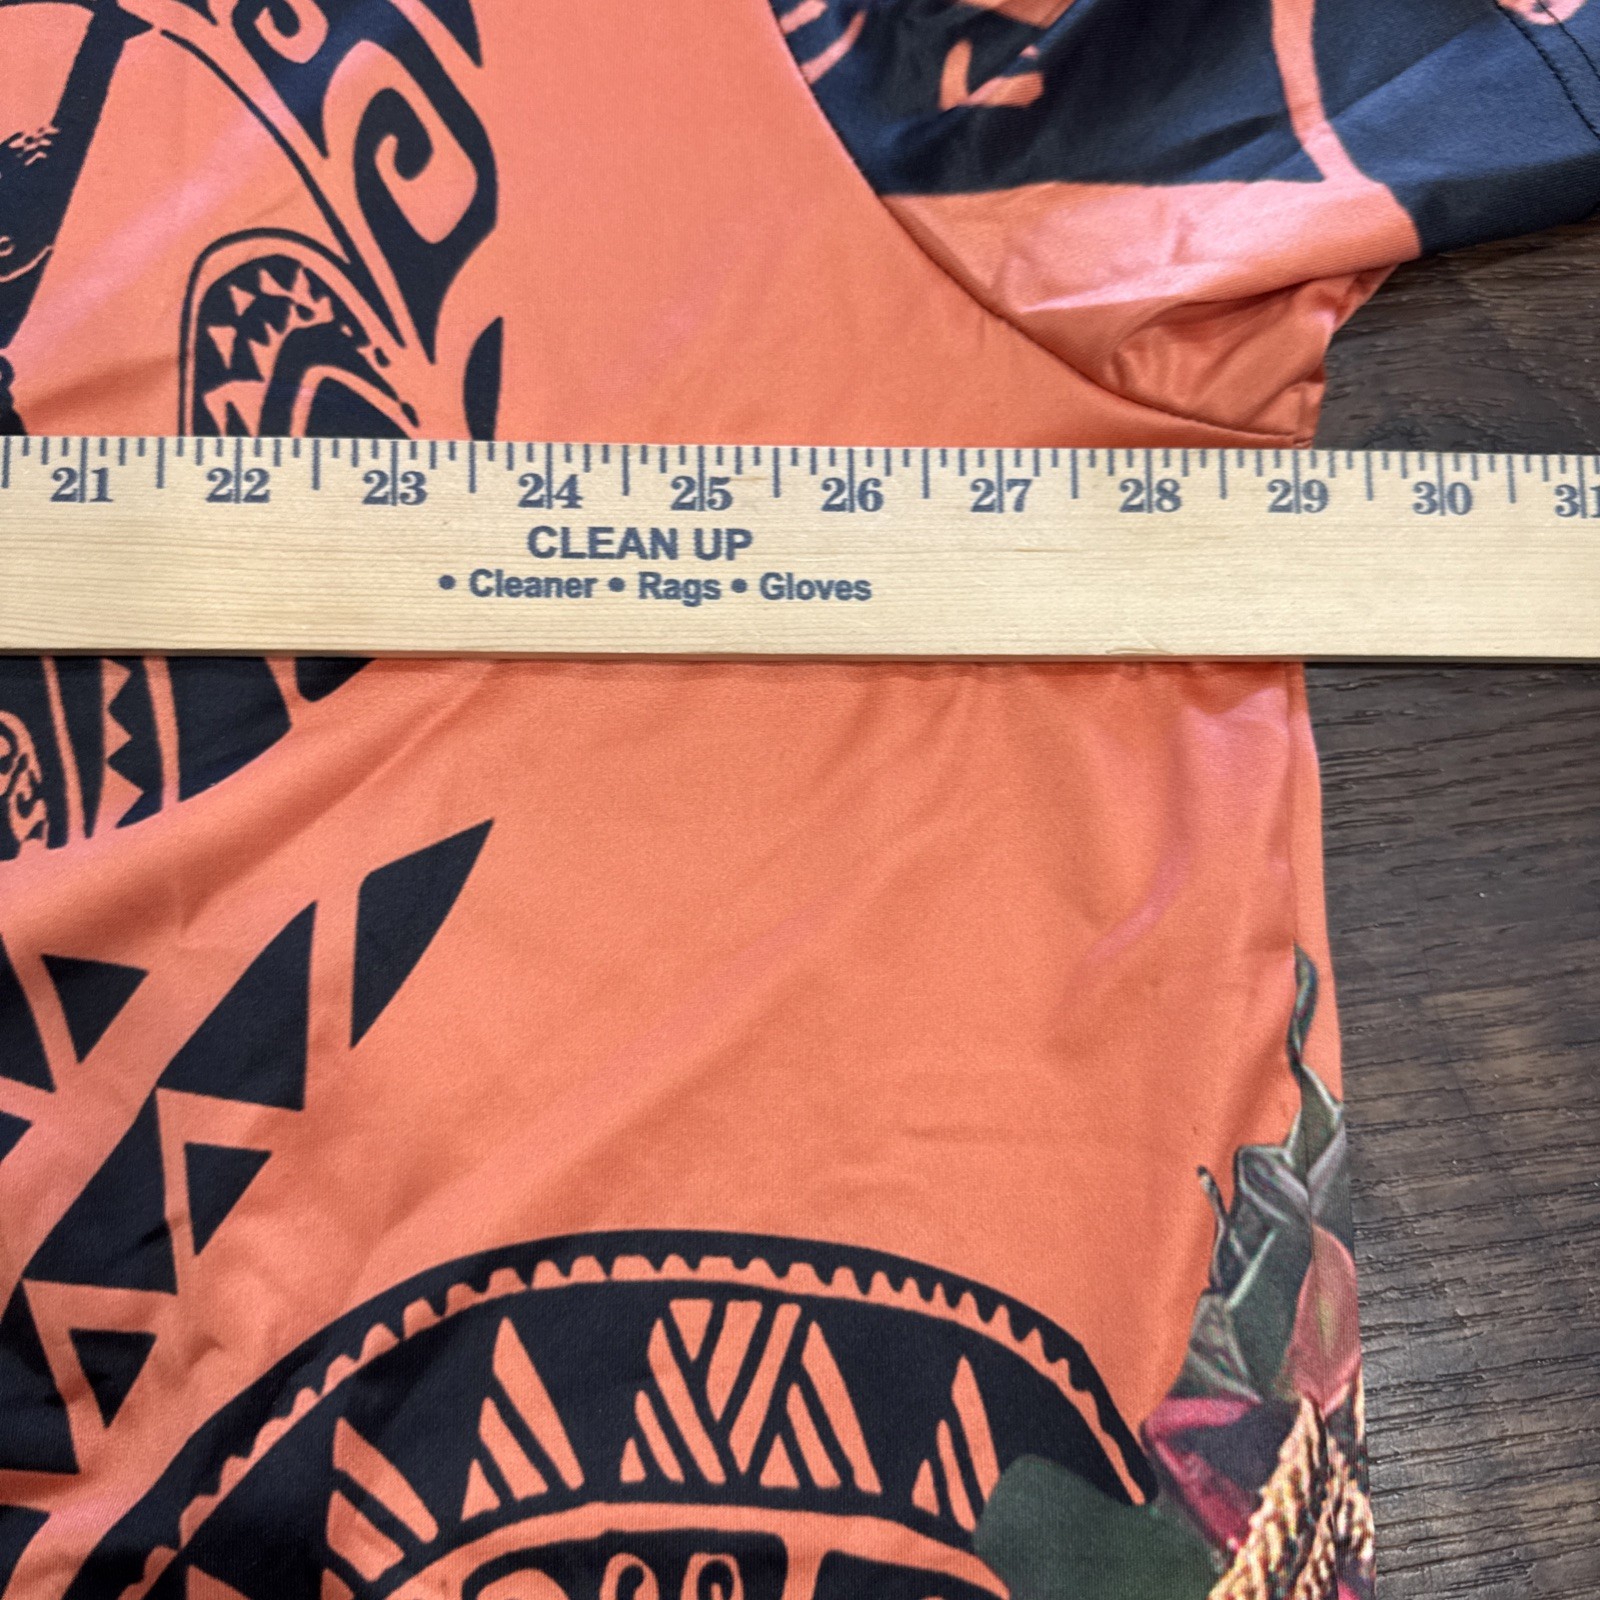 21 22 23 24 25 26 27 28 29 30 31
CLEAN UP
• Cleaner • Rags • Gloves